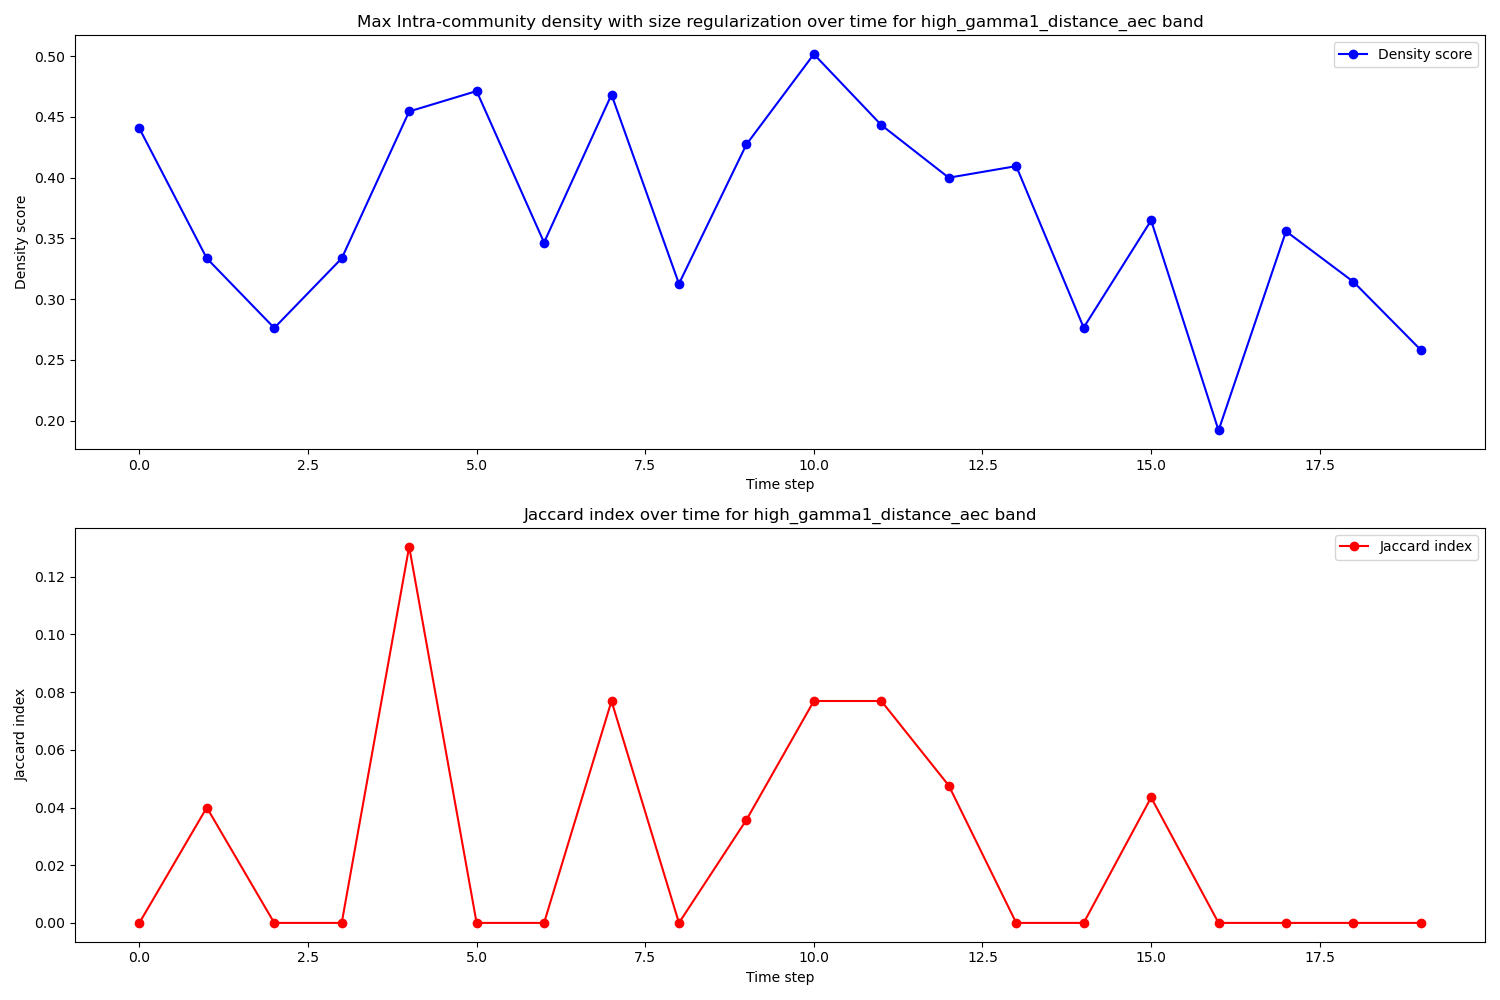 Max Intra-community density with size regularization over time for high_gamma1_distance_aec band
Density score
0.50
0.45
0.40
0.35
0.30
0.25
0.20
Density score
0.0 2.5 5.0 7.5 10.0 12.5 15.0 17.5
Time step
Jaccard index over time for high_gamma1_distance_aec band
Jaccard index
0.12
0.10
0.08
0.06
0.04
0.02
0.00
Jaccard index
0.0 2.5 5.0 7.5 10.0 12.5 15.0 17.5
Time step